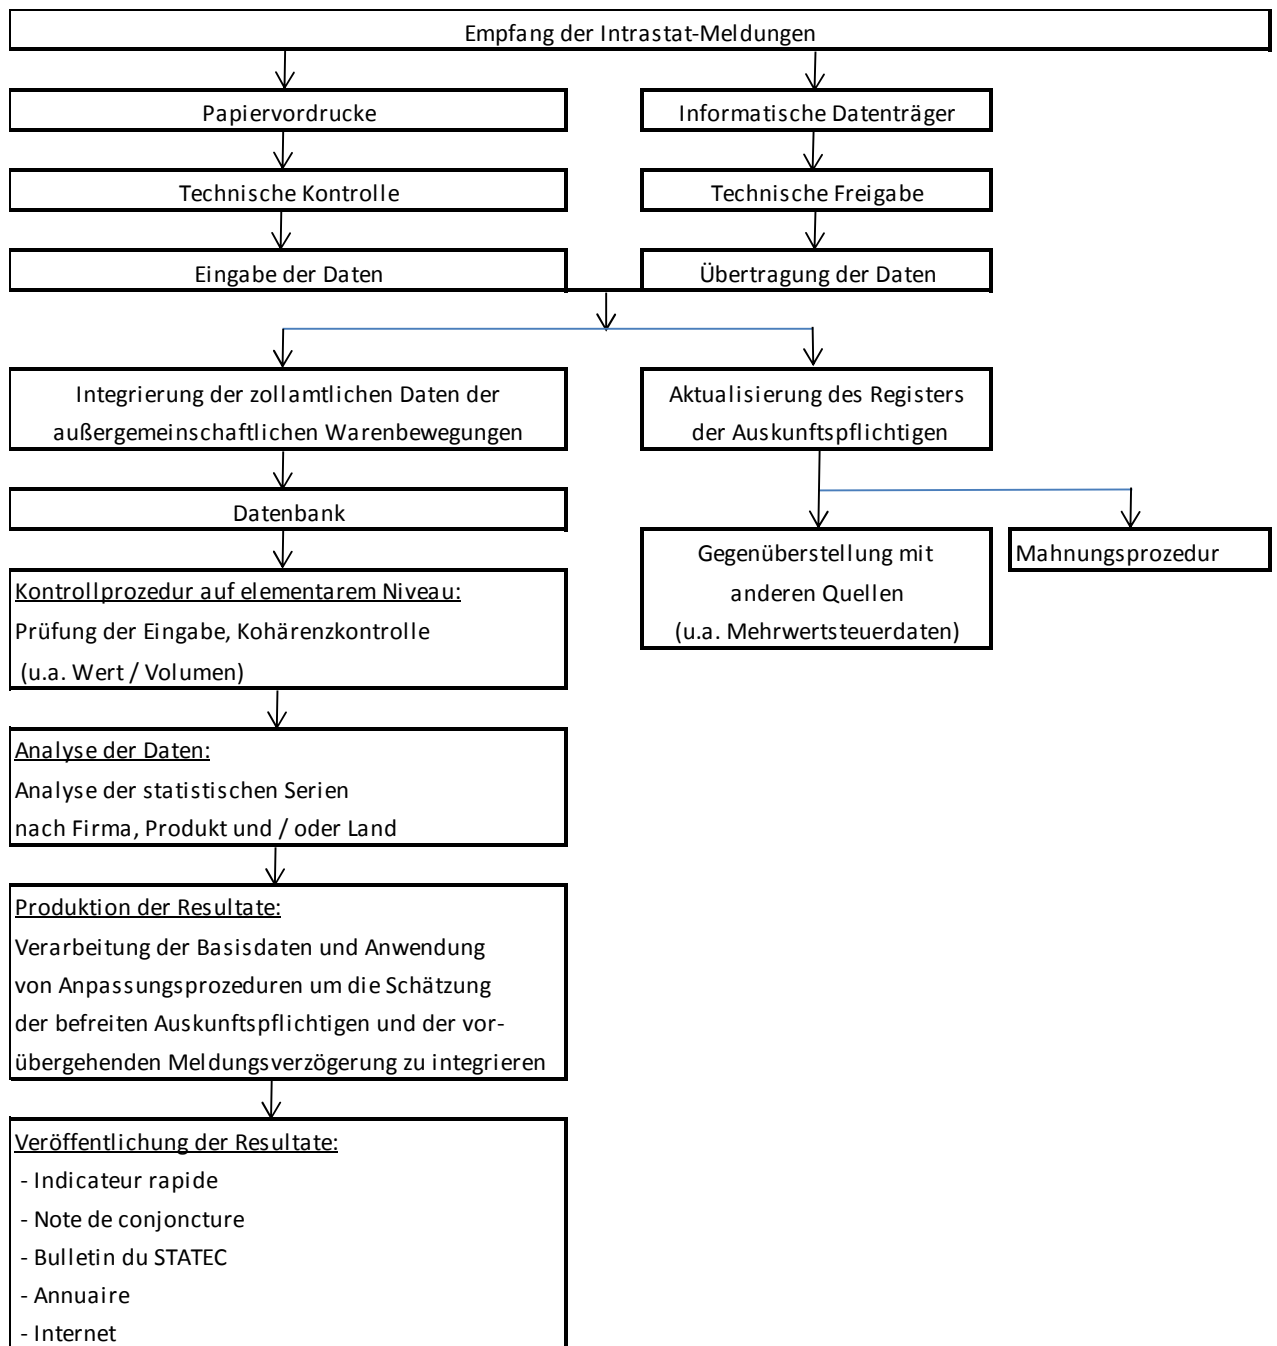 Empfang der Intrastat-Meldungen
Papiervordrucke
Informatische Datenträger
Technische Kontrolle
Technische Freigabe
Eingabe der Daten
Übertragung der Daten
Integrierung der zollamtlichen Daten der
außergemeinschaftlichen Warenbewegungen
Aktualisierung des Registers
der Auskunftspflichtigen
Datenbank
Gegenüberstellung mit
anderen Quellen
(u.a. Mehrwertsteuerdaten)
Mahnungsprozedur
Kontrollprozedur auf elementarem Niveau:
Prüfung der Eingabe, Kohärenzkontrolle
(u.a. Wert / Volumen)
Analyse der Daten:
Analyse der statistischen Serien
nach Firma, Produkt und / oder Land
Produktion der Resultate:
Verarbeitung der Basisdaten und Anwendung
von Anpassungsprozeduren um die Schätzung
der befreiten Auskunftspflichtigen und der vor-
übergehenden Meldungsverzögerung zu integrieren
Veröffentlichung der Resultate:
- Indicateur rapide
- Note de conjoncture
- Bulletin du STATEC
- Annuaire
- Internet